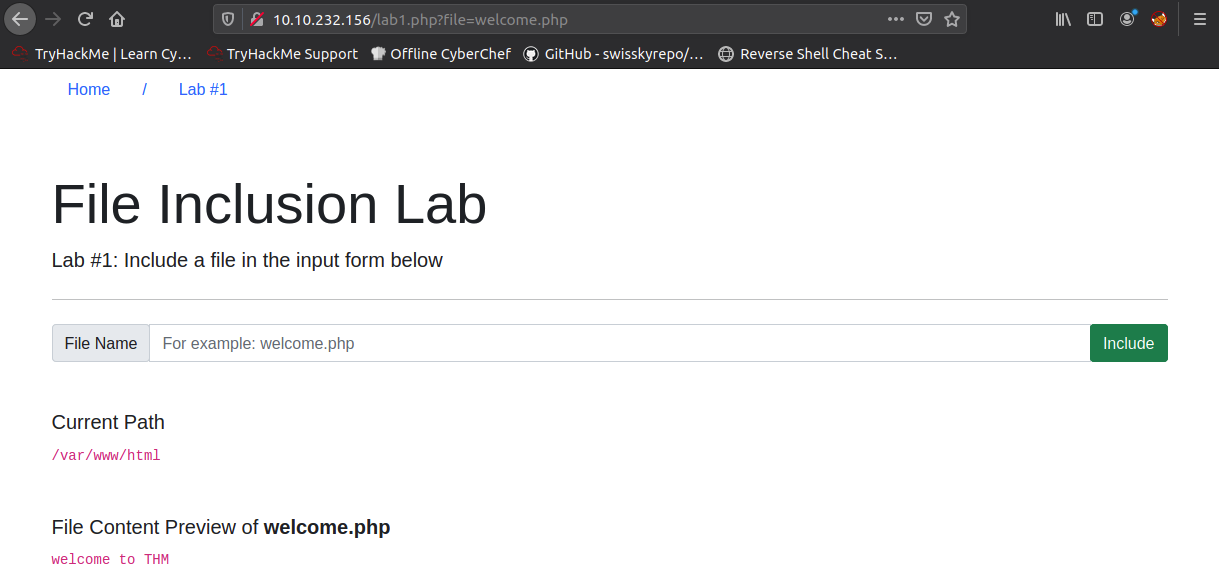 10.10.232.156/lab1.php?file=welcome.php
TryHackMe | Learn Cy… TryHackMe Support Offline CyberChef GitHub - swisskyrepo/… Reverse Shell Cheat S…
Home / Lab #1
File Inclusion Lab
Lab #1: Include a file in the input form below
File Name For example: welcome.php Include
Current Path
/var/www/html
File Content Preview of welcome.php
welcome to THM